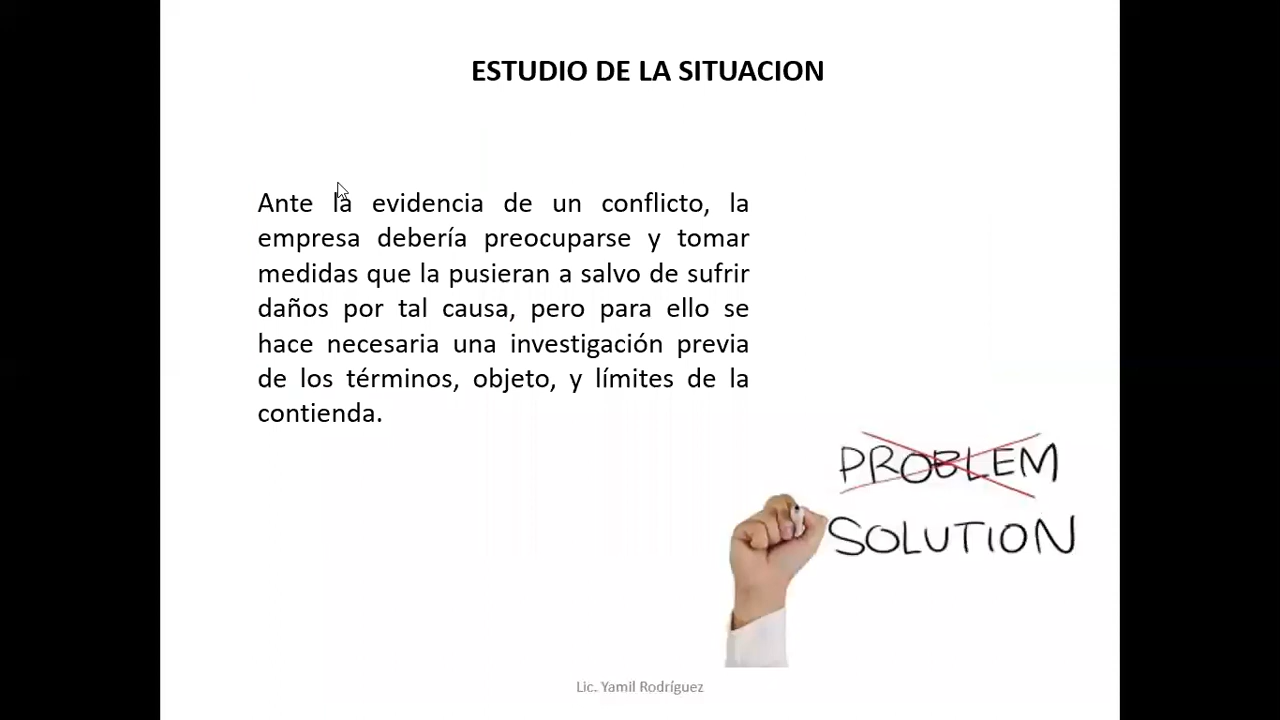 ESTUDIO DE LA SITUACION
Ante la evidencia de un conflicto, la
empresa debería preocuparse y tomar
medidas que la pusieran a salvo de sufrir
daños por tal causa, pero para ello se
hace necesaria una investigación previa
de los términos, objeto, y límites de la
contienda.
PROBLEM
SOLUTION
Lic. Yamil Rodríguez